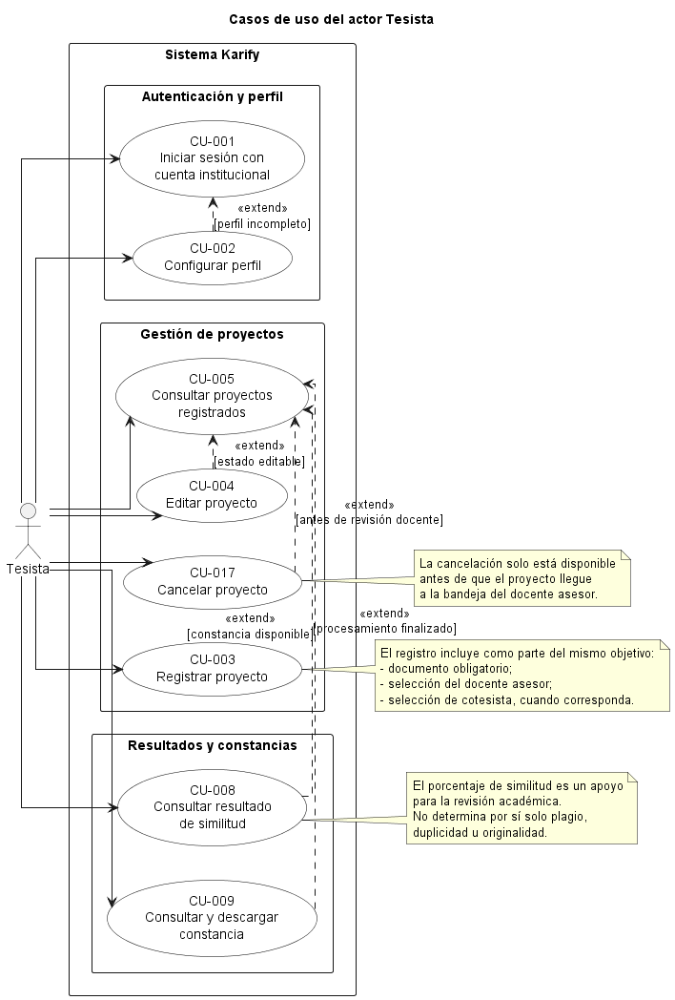 Casos de uso del actor Tesista
Sistema Karify
Autenticación y perfil
CU-001
Iniciar sesión con
cuenta institucional
«extend»
[perfil incompleto]
CU-002
Configurar perfil
Gestión de proyectos
CU-005
Consultar proyectos
registrados
«extend»
[estado editable]
CU-004
Editar proyecto
«extend»
[antes de revisión docente]
Tesista
CU-017
Cancelar proyecto
La cancelación solo está disponible
antes de que el proyecto llegue
a la bandeja del docente asesor.
«extend»
[constancia disponible]
«extend»
[procesamiento finalizado]
CU-003
Registrar proyecto
El registro incluye como parte del mismo objetivo:
- documento obligatorio;
- selección del docente asesor;
- selección de cotesista, cuando corresponda.
Resultados y constancias
CU-008
Consultar resultado
de similitud
El porcentaje de similitud es un apoyo
para la revisión académica.
No determina por sí solo plagio,
duplicidad u originalidad.
CU-009
Consultar y descargar
constancia